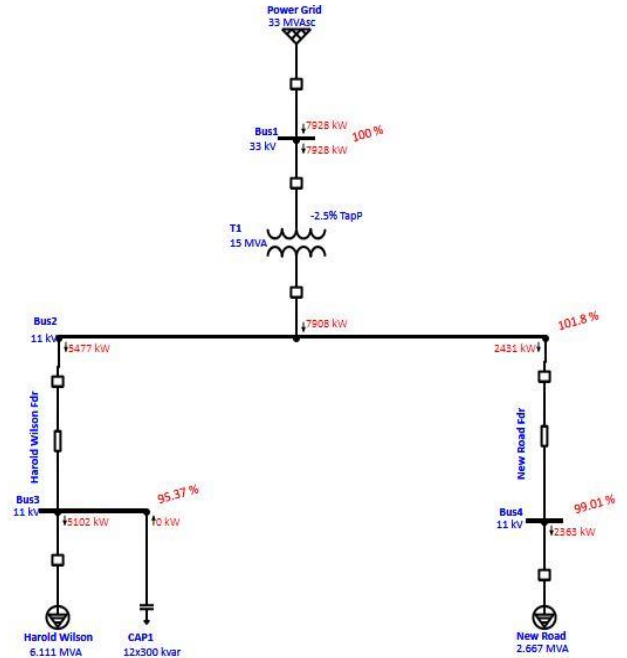 Power Grid
33 MVAsc
7928 kW
Bus1
100 %
33 kV
7928 kW
-2.5% TapP
T1
15 MVA
Bus2
7908 kW
101.8 %
11 kV
5477 kW
2431 kW
Harold Wilson Fdr
New Road Fdr
95.37 %
Bus3
99.01 %
11 kV
5102 kW
0 kW
Bus4
11 kV
2363 kW
Harold Wilson
6.111 MVA
CAP1
12x300 kvar
New Road
2.667 MVA